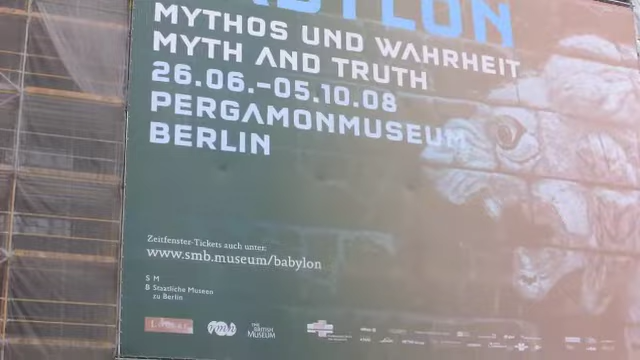 BABYLON
MYTHOS UND WAHRHEIT
MYTH AND TRUTH
26.06.–05.10.08
PERGAMONMUSEUM
BERLIN
Zeitfenster-Tickets auch unter:
www.smb.museum/babylon
S M
B Staatliche Museen
zu Berlin
THE
BRITISH
MUSEUM